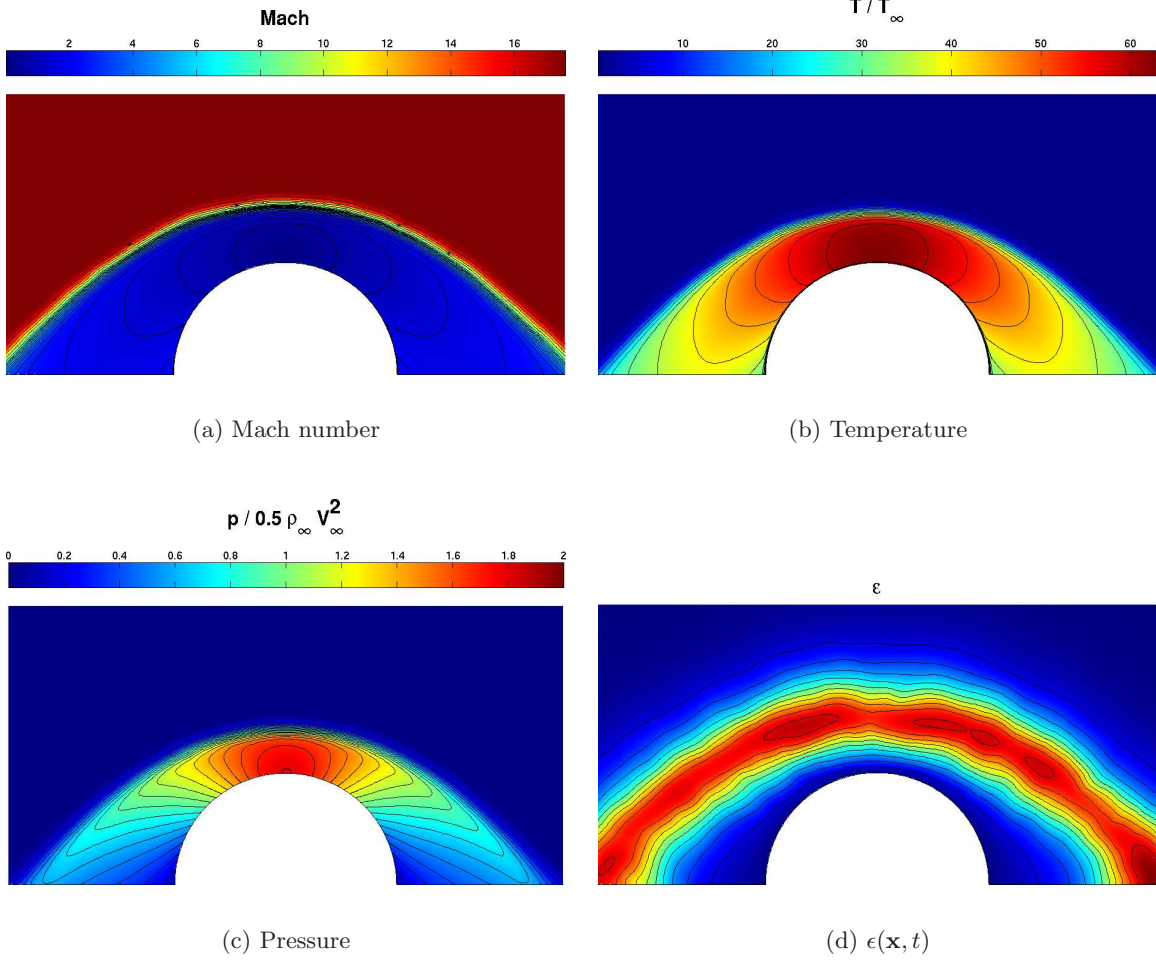 Mach
2 4 6 8 10 12 14 16
T / T∞
10 20 30 40 50 60
(a) Mach number
(b) Temperature
p / 0.5 ρ∞ V∞²
0 0.2 0.4 0.6 0.8 1 1.2 1.4 1.6 1.8 2
ε
(c) Pressure
(d) ϵ(x, t)